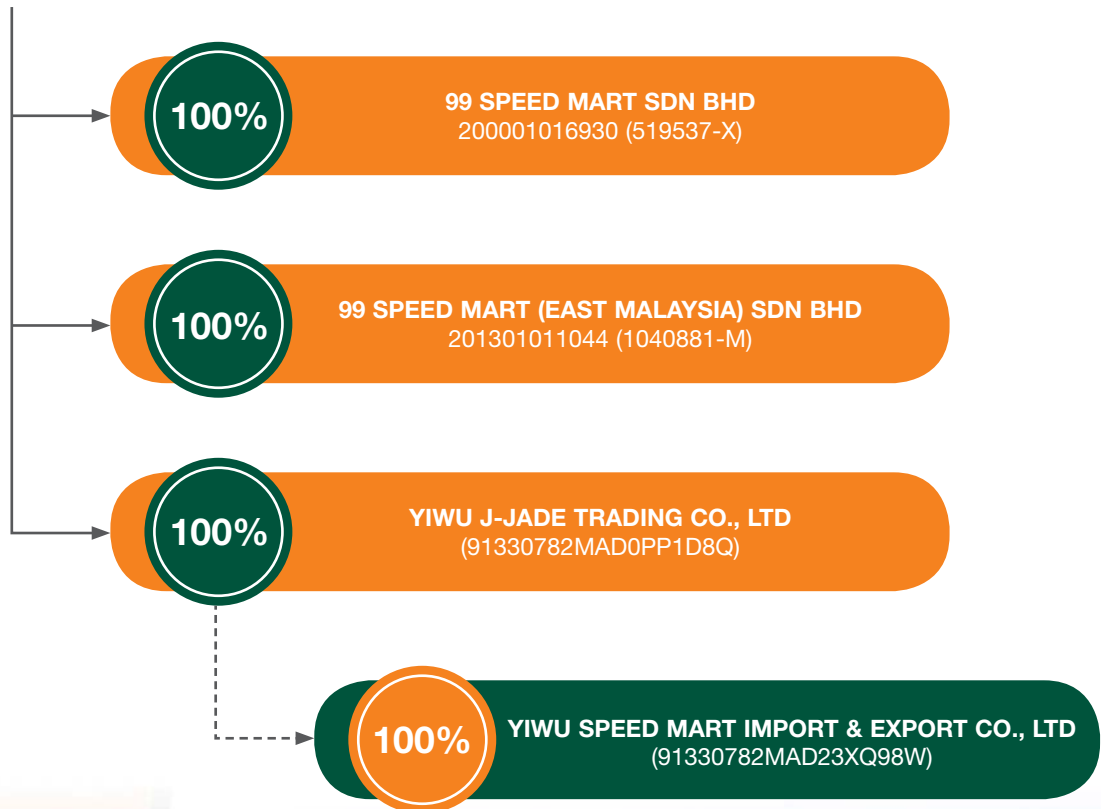 100%
99 SPEED MART SDN BHD
200001016930 (519537-X)
100%
99 SPEED MART (EAST MALAYSIA) SDN BHD
201301011044 (1040881-M)
100%
YIWU J-JADE TRADING CO., LTD
(91330782MAD0PP1D8Q)
100%
YIWU SPEED MART IMPORT & EXPORT CO., LTD
(91330782MAD23XQ98W)